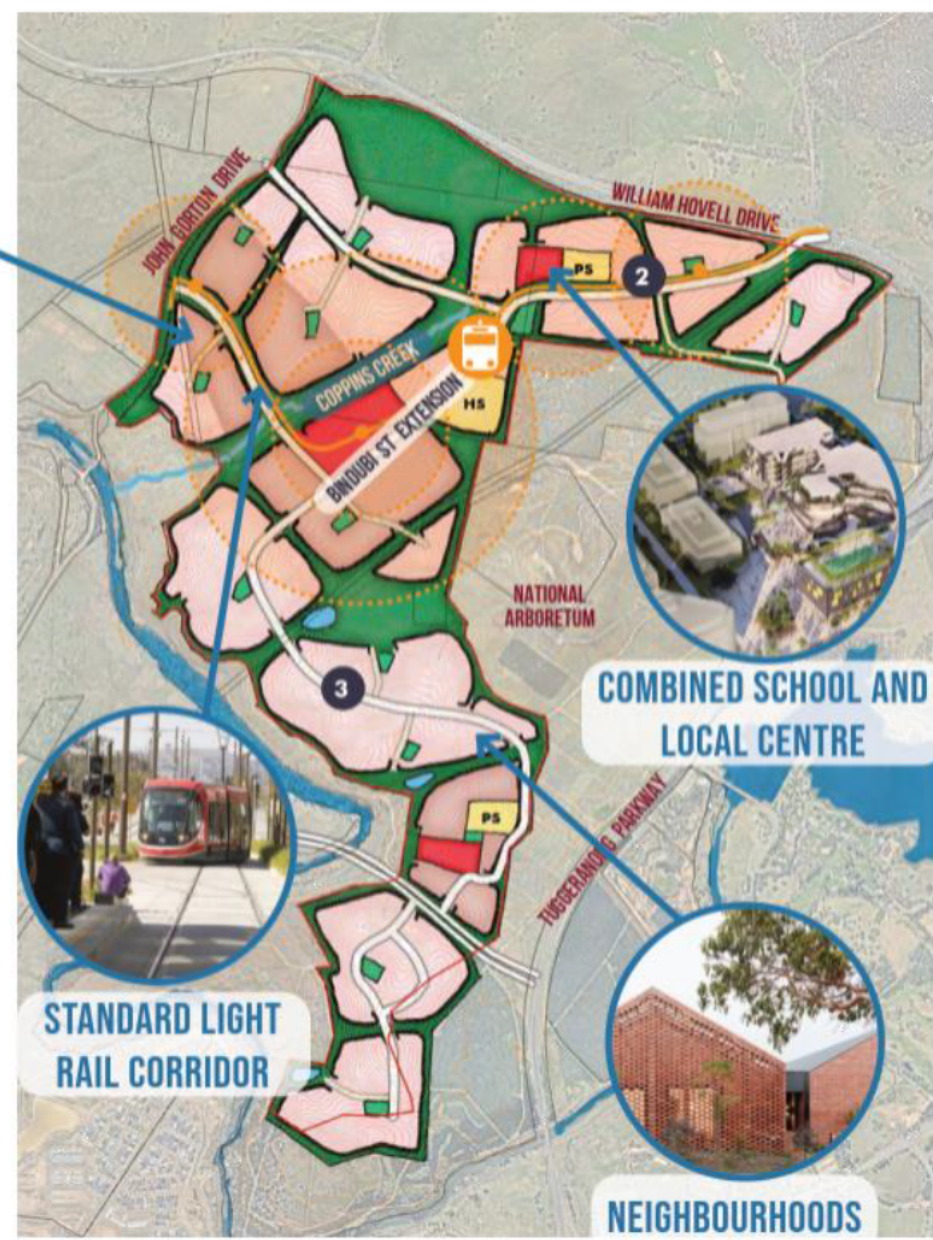 JOHN GORTON DRIVE
WILLIAM HOVELL DRIVE
PS
2
COPPINS CREEK
HS
BINDUBI ST EXTENSION
NATIONAL
ARBORETUM
3
COMBINED SCHOOL AND
LOCAL CENTRE
PS
TUGGERANONG PARKWAY
STANDARD LIGHT
RAIL CORRIDOR
NEIGHBOURHOODS